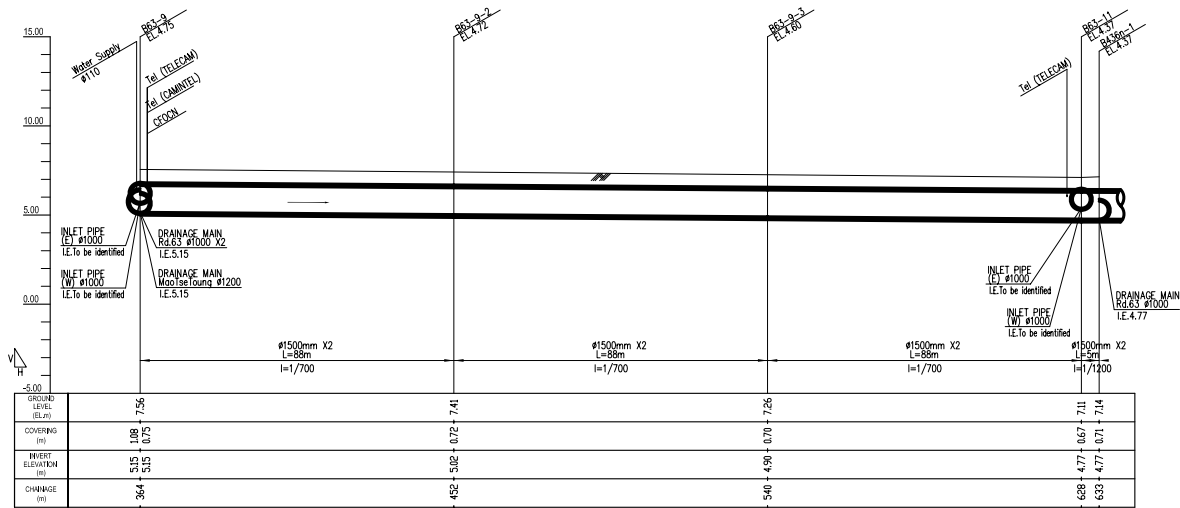 B63-9
EL.4.75
B63-9-2
EL.4.72
B63-9-3
EL.4.60
B63-11
EL.4.37
B436n-1
EL.4.37
Water Supply
ø110
Tel (TELECAM)
Tel (CAMINTEL)
CFOCN
Tel (TELECAM)
15.00
10.00
5.00
0.00
-5.00
INLET PIPE
(E) ø1000
I.E.To be identified
INLET PIPE
(W) ø1000
I.E.To be identified
DRAINAGE MAIN
Rd.63 ø1000 X2
I.E.5.15
DRAINAGE MAIN
MaoTseToung ø1200
I.E.5.15
INLET PIPE
(E) ø1000
I.E.To be identified
INLET PIPE
(W) ø1000
I.E.To be identified
DRAINAGE MAIN
Rd.63 ø1000
I.E.4.77
V
H
ø1500mm X2
L=88m
I=1/700
ø1500mm X2
L=88m
I=1/700
ø1500mm X2
L=88m
I=1/700
ø1500mm X2
L=5m
I=1/1200
GROUND
LEVEL
(EL.m)
7.56 7.41 7.26 7.11 7.14
COVERING
(m)
1.08 0.75 0.72 0.70 0.67 0.71
INVERT
ELEVATION
(m)
5.15 5.15 5.02 4.90 4.77 4.77
CHAINAGE
(m)
364 452 540 628 633